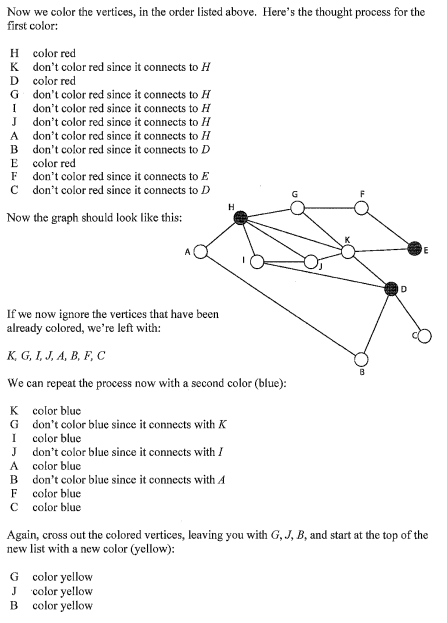 Now we color the vertices, in the order listed above. Here's the thought process for the
first color:
H color red
K don't color red since it connects to H
D color red
G don't color red since it connects to H
I don't color red since it connects to H
J don't color red since it connects to H
A don't color red since it connects to H
B don't color red since it connects to D
E color red
F don't color red since it connects to E
C don't color red since it connects to D
Now the graph should look like this:
G
F
H
K
E
A
I
J
D
C
B
If we now ignore the vertices that have been
already colored, we're left with:
K, G, I, J, A, B, F, C
We can repeat the process now with a second color (blue):
K color blue
G don't color blue since it connects with K
I color blue
J don't color blue since it connects with I
A color blue
B don't color blue since it connects with A
F color blue
C color blue
Again, cross out the colored vertices, leaving you with G, J, B, and start at the top of the
new list with a new color (yellow):
G color yellow
J color yellow
B color yellow